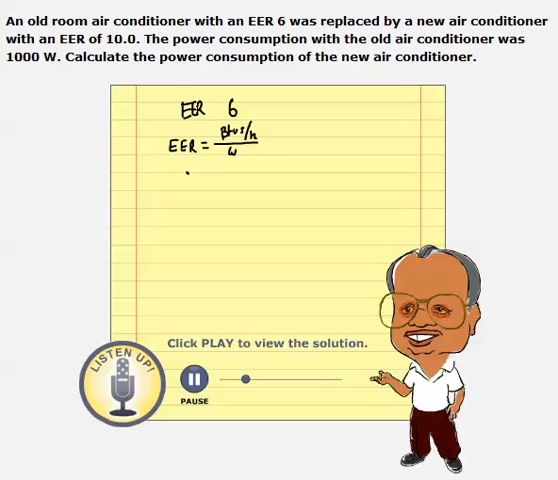 An old room air conditioner with an EER 6 was replaced by a new air conditioner
with an EER of 10.0. The power consumption with the old air conditioner was
1000 W. Calculate the power consumption of the new air conditioner.
EER 6
EER = Btus/h
W
Click PLAY to view the solution.
LISTEN UP!
PAUSE